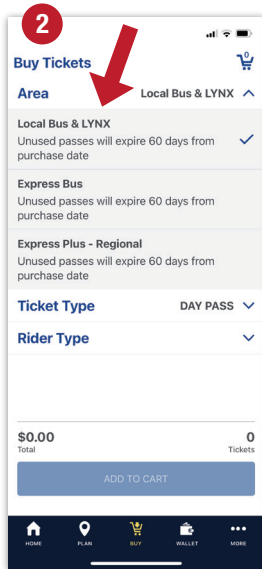 2
Buy Tickets
0
Area Local Bus & LYNX
Local Bus & LYNX
Unused passes will expire 60 days from
purchase date
Express Bus
Unused passes will expire 60 days from
purchase date
Express Plus - Regional
Unused passes will expire 60 days from
purchase date
Ticket Type DAY PASS
Rider Type
$0.00 0
Total Tickets
ADD TO CART
HOME PLAN BUY WALLET MORE